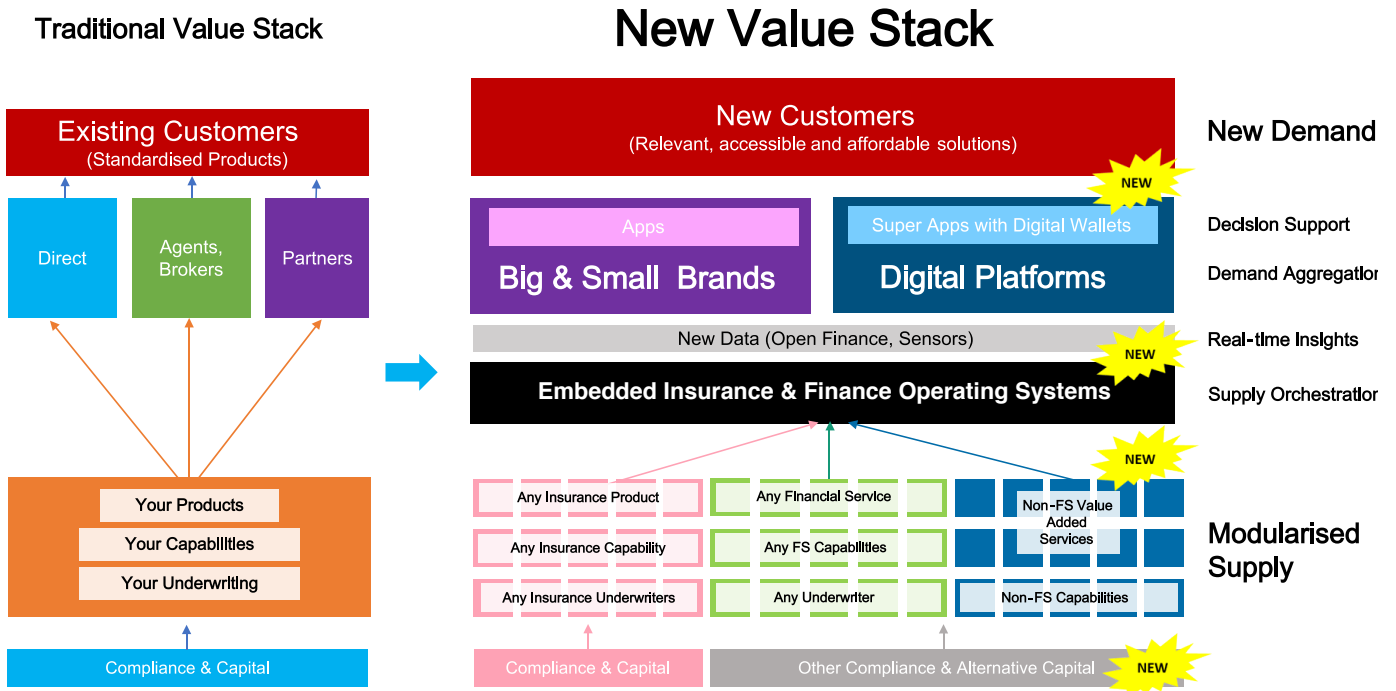 Traditional Value Stack
Existing Customers
(Standardised Products)
Direct
Agents,
Brokers
Partners
Your Products
Your Capabilities
Your Underwriting
Compliance & Capital
New Value Stack
New Customers
(Relevant, accessible and affordable solutions)
New Demand
NEW
Apps
Big & Small Brands
Super Apps with Digital Wallets
Digital Platforms
Decision Support
Demand Aggregation
New Data (Open Finance, Sensors)
NEW
Real-time Insights
Embedded Insurance & Finance Operating Systems
Supply Orchestration
NEW
Any Insurance Product
Any Insurance Capability
Any Insurance Underwriters
Any Financial Service
Any FS Capabilities
Any Underwriter
Non-FS Value
Added
Services
Non-FS Capabilities
Modularised
Supply
Compliance & Capital
Other Compliance & Alternative Capital
NEW